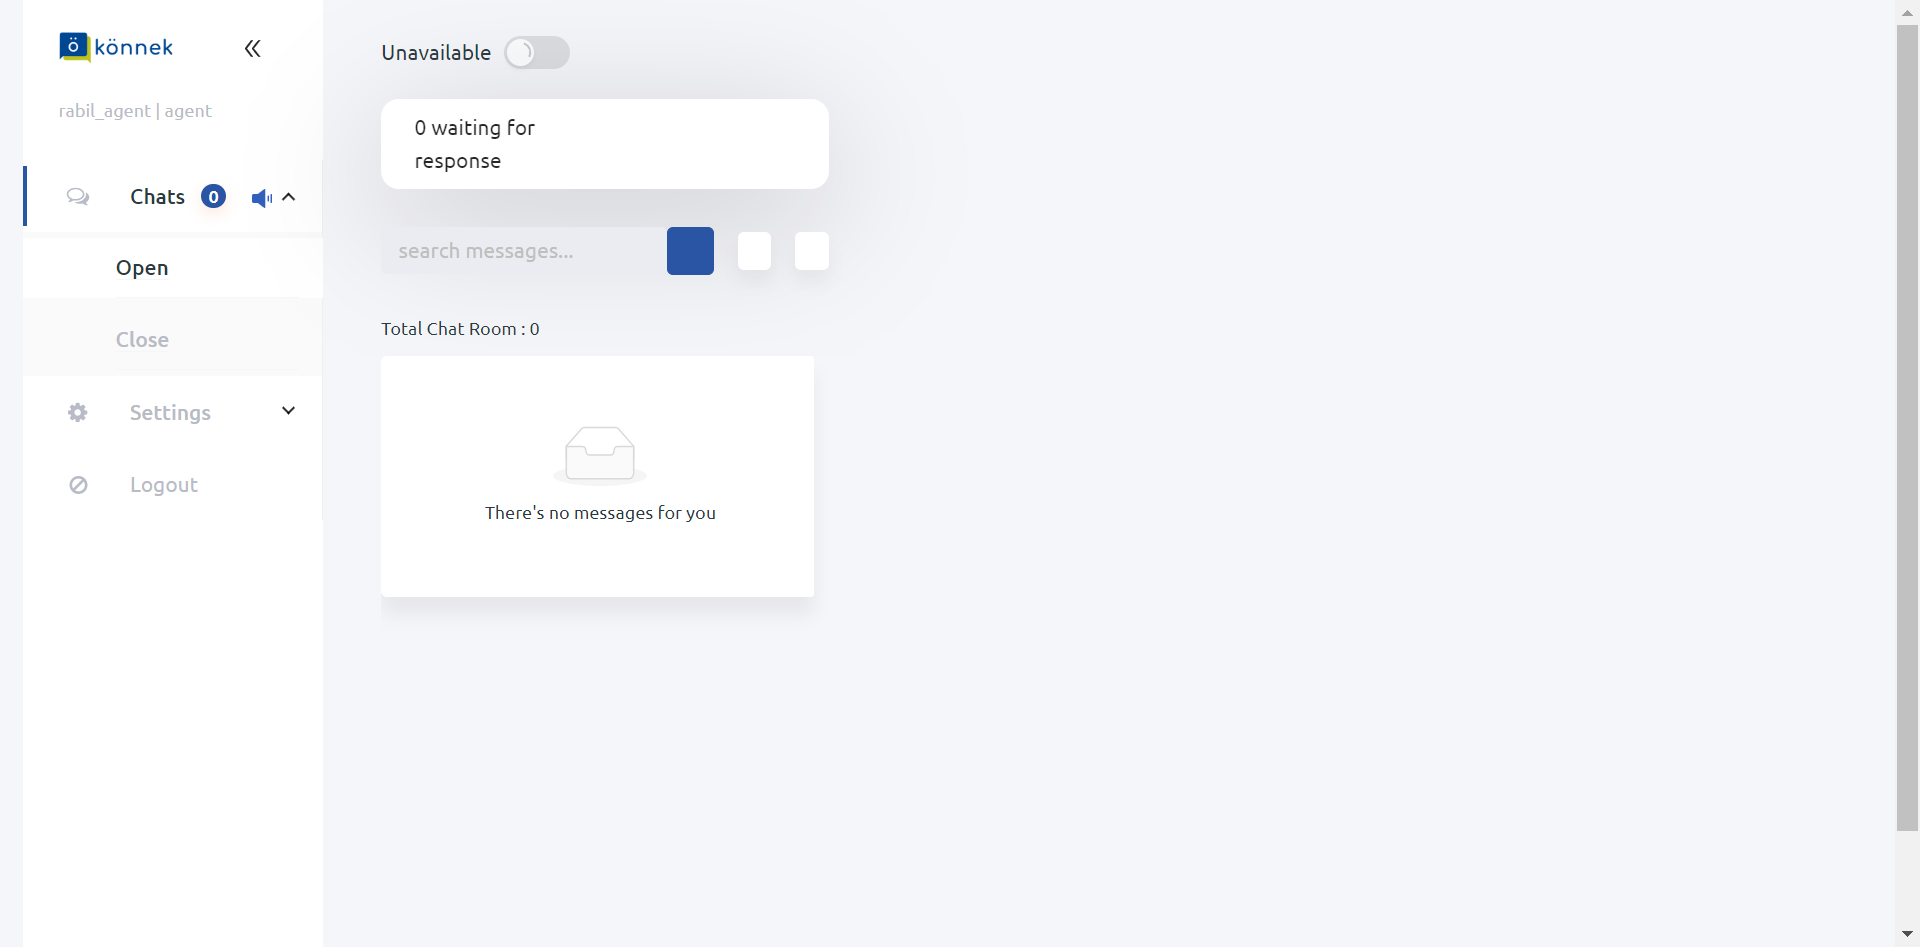 ö könnek
rabil_agent | agent
Chats 0
Open
Close
Settings
Logout
Unavailable
0 waiting for
response
search messages...
Total Chat Room : 0
There's no messages for you